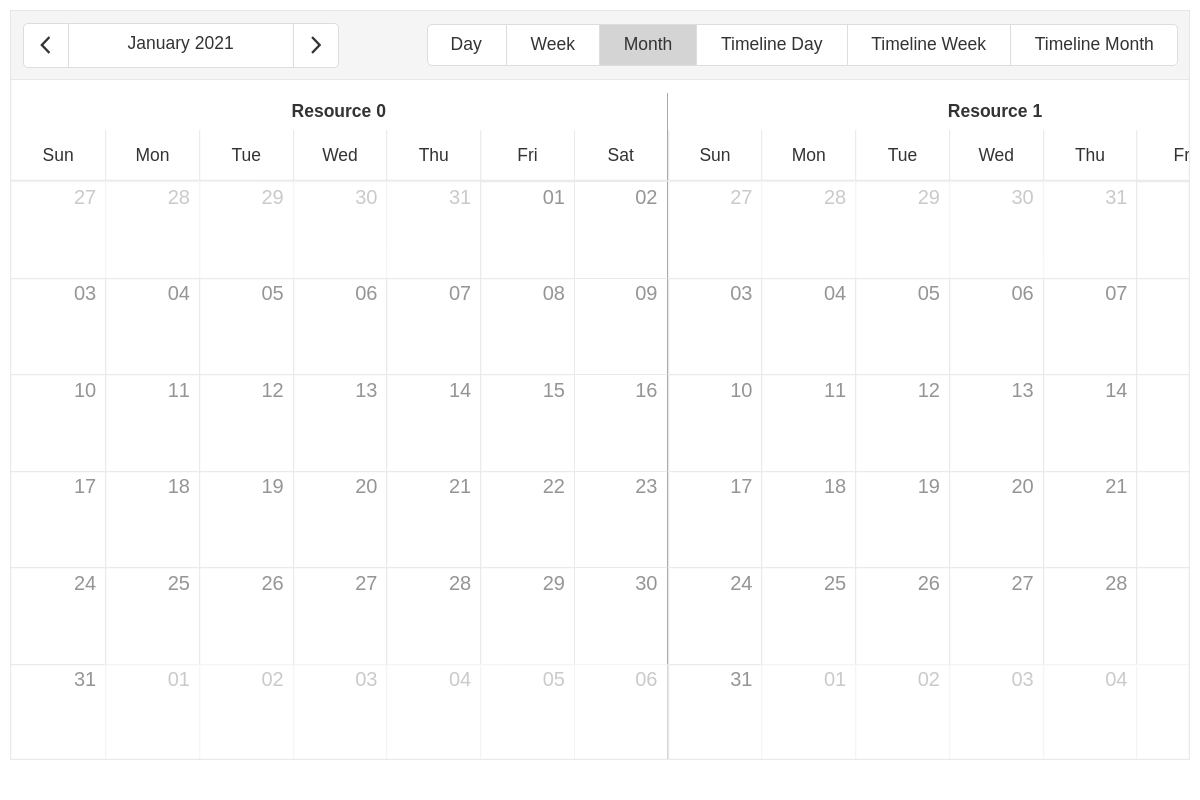 January 2021 Day Week Month Timeline Day Timeline Week Timeline Month
Resource 0 Resource 1
Sun Mon Tue Wed Thu Fri Sat Sun Mon Tue Wed Thu Fr
27 28 29 30 31 01 02 27 28 29 30 31
03 04 05 06 07 08 09 03 04 05 06 07
10 11 12 13 14 15 16 10 11 12 13 14
17 18 19 20 21 22 23 17 18 19 20 21
24 25 26 27 28 29 30 24 25 26 27 28
31 01 02 03 04 05 06 31 01 02 03 04